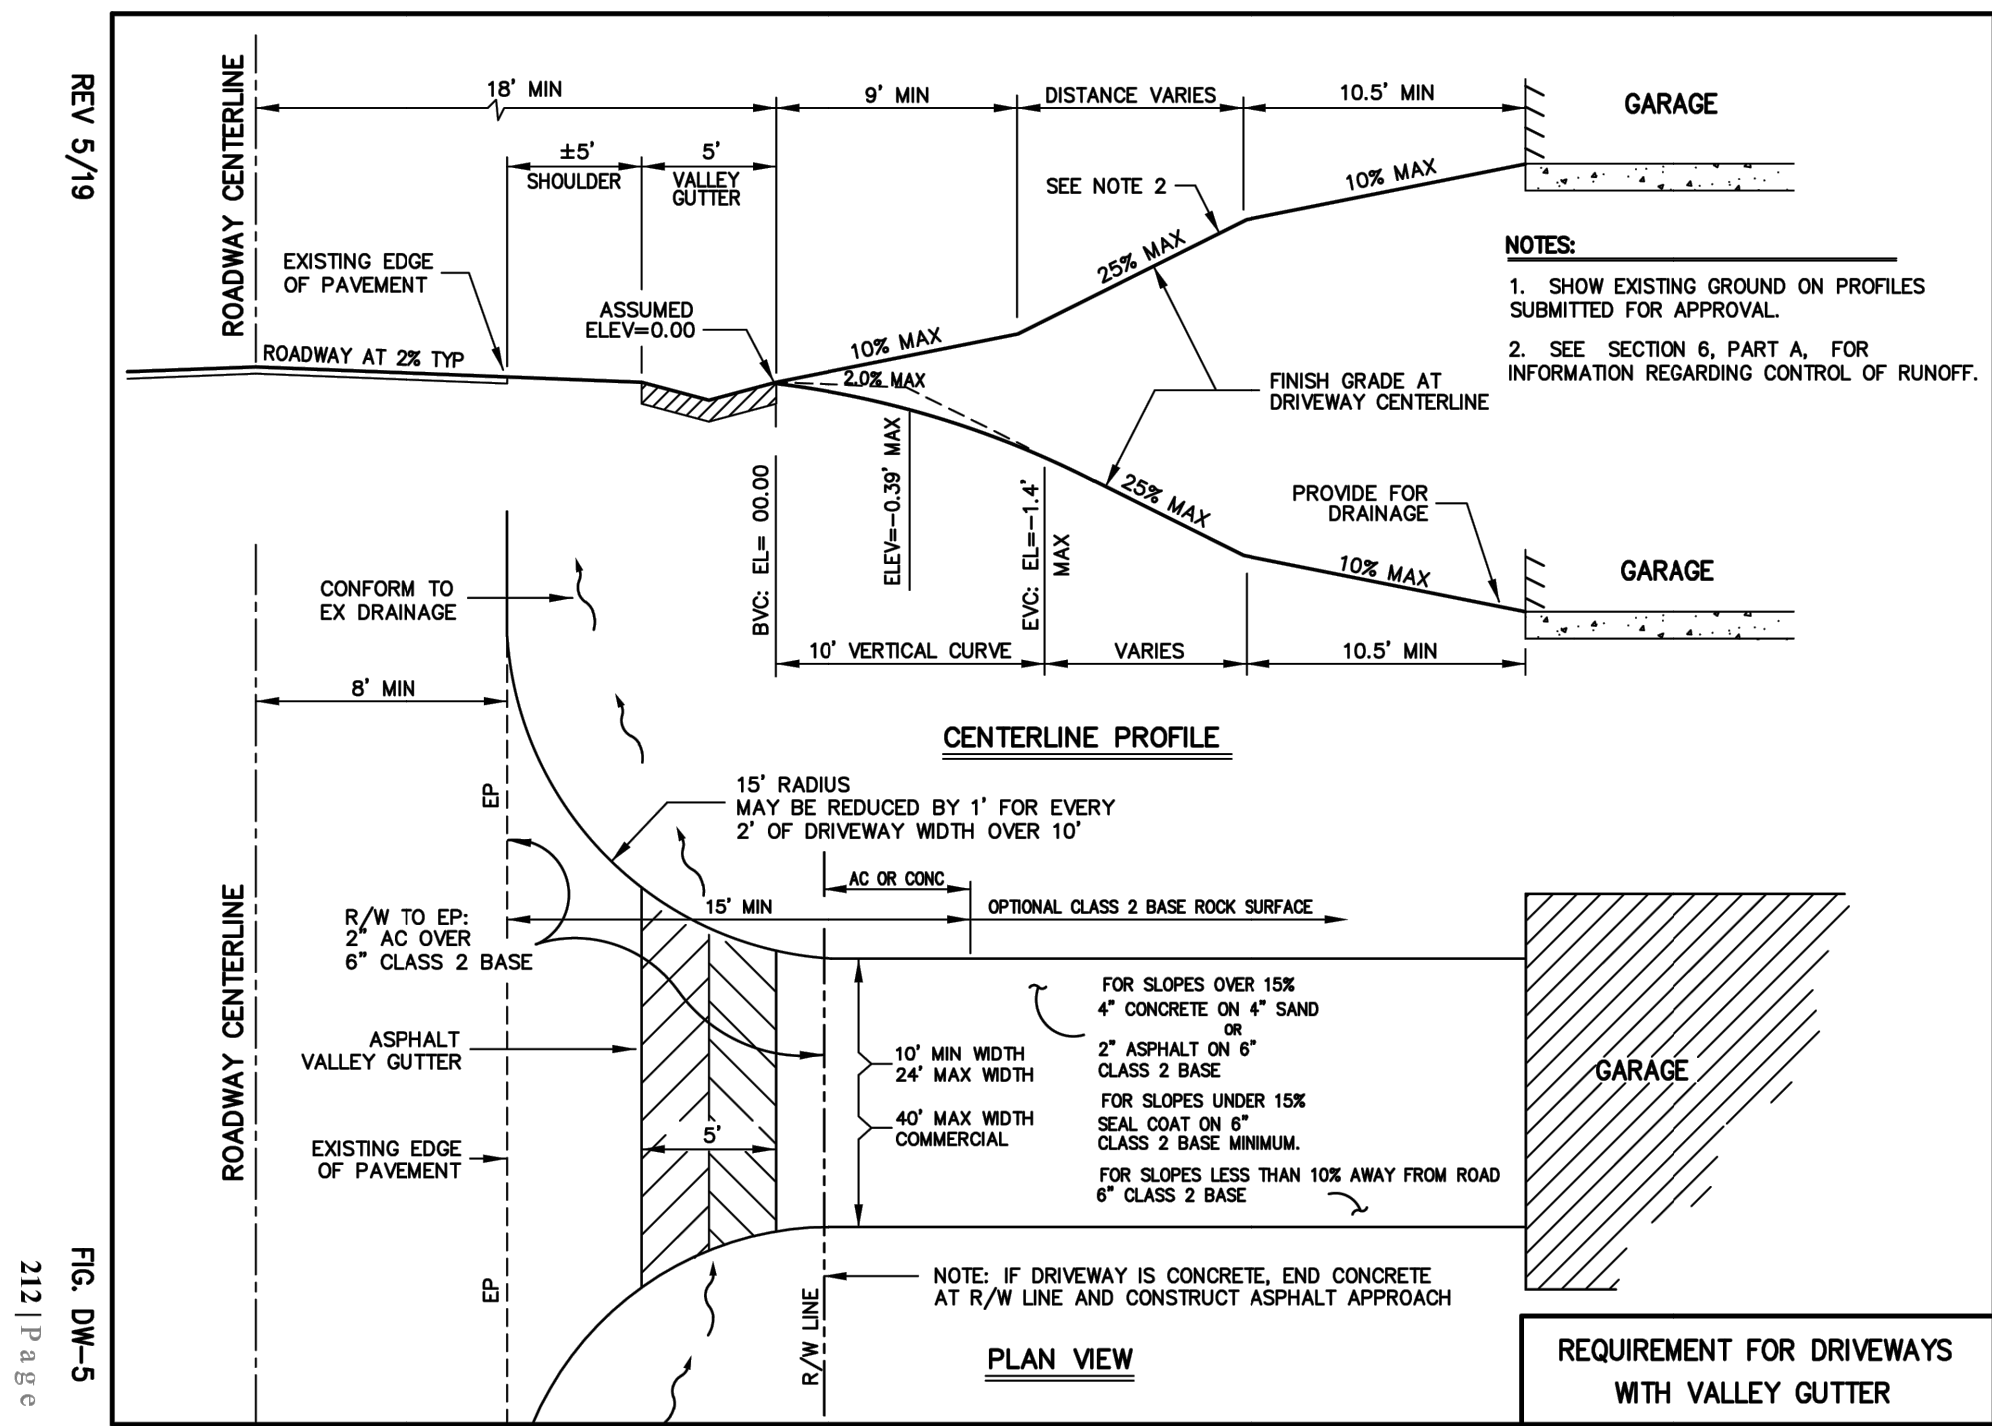 REV 5/19
ROADWAY CENTERLINE
18' MIN
9' MIN
DISTANCE VARIES
10.5' MIN
GARAGE
±5'
SHOULDER
5'
VALLEY
GUTTER
SEE NOTE 2
10% MAX
EXISTING EDGE
OF PAVEMENT
ASSUMED
ELEV=0.00
25% MAX
10% MAX
ROADWAY AT 2% TYP
2.0% MAX
NOTES:
1. SHOW EXISTING GROUND ON PROFILES
SUBMITTED FOR APPROVAL.
2. SEE SECTION 6, PART A, FOR
INFORMATION REGARDING CONTROL OF RUNOFF.
FINISH GRADE AT
DRIVEWAY CENTERLINE
BVC: EL= 00.00
ELEV=-0.39' MAX
EVC: EL=-1.4'
MAX
25% MAX
PROVIDE FOR
DRAINAGE
10% MAX
GARAGE
CONFORM TO
EX DRAINAGE
10' VERTICAL CURVE
VARIES
10.5' MIN
8' MIN
CENTERLINE PROFILE
EP
15' RADIUS
MAY BE REDUCED BY 1' FOR EVERY
2' OF DRIVEWAY WIDTH OVER 10'
AC OR CONC
15' MIN
OPTIONAL CLASS 2 BASE ROCK SURFACE
R/W TO EP:
2" AC OVER
6" CLASS 2 BASE
ROADWAY CENTERLINE
ASPHALT
VALLEY GUTTER
10' MIN WIDTH
24' MAX WIDTH
40' MAX WIDTH
COMMERCIAL
FOR SLOPES OVER 15%
4" CONCRETE ON 4" SAND
OR
2" ASPHALT ON 6"
CLASS 2 BASE
FOR SLOPES UNDER 15%
SEAL COAT ON 6"
CLASS 2 BASE MINIMUM.
FOR SLOPES LESS THAN 10% AWAY FROM ROAD
6" CLASS 2 BASE
GARAGE
5'
EXISTING EDGE
OF PAVEMENT
EP
R/W LINE
NOTE: IF DRIVEWAY IS CONCRETE, END CONCRETE
AT R/W LINE AND CONSTRUCT ASPHALT APPROACH
PLAN VIEW
REQUIREMENT FOR DRIVEWAYS
WITH VALLEY GUTTER
FIG. DW-5
212|Page